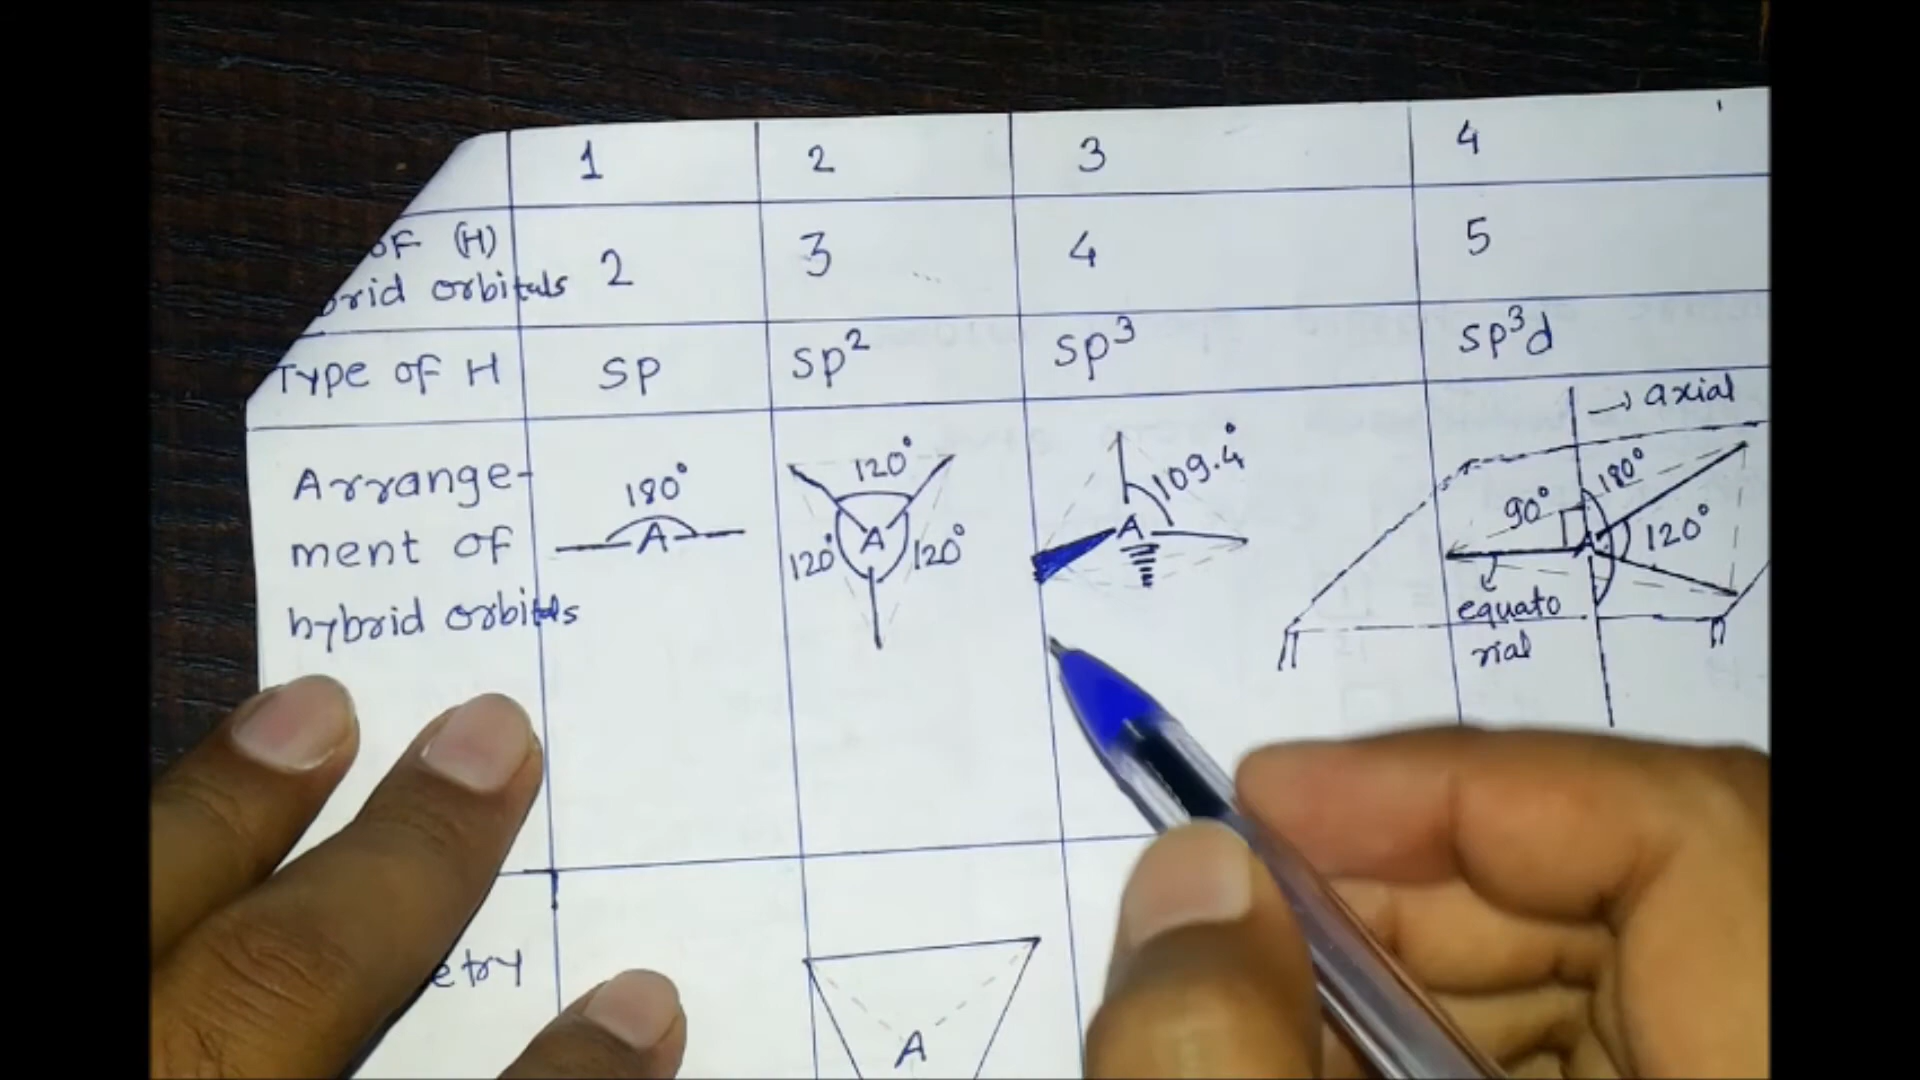 1 2 3 4
of (H) 2 3 4 5
brid orbitals
Type of H SP SP² SP³ SP³d
→ axial
Arrange-
ment of
hybrid orbitals
180°
A
120°
A
120° 120°
109.4°
A
180°
90°
A
120°
equato
rial
etry
A